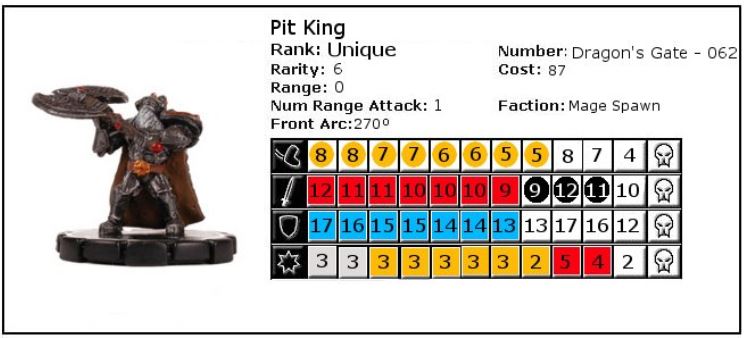 Pit King
Rank: Unique
Number: Dragon's Gate - 062
Rarity: 6
Cost: 87
Range: 0
Num Range Attack: 1
Faction: Mage Spawn
Front Arc:270º
8 8 7 7 6 6 5 5 8 7 4
12 11 11 10 10 10 9 9 12 11 10
17 16 15 15 14 14 13 13 17 16 12
3 3 3 3 3 3 3 2 5 4 2